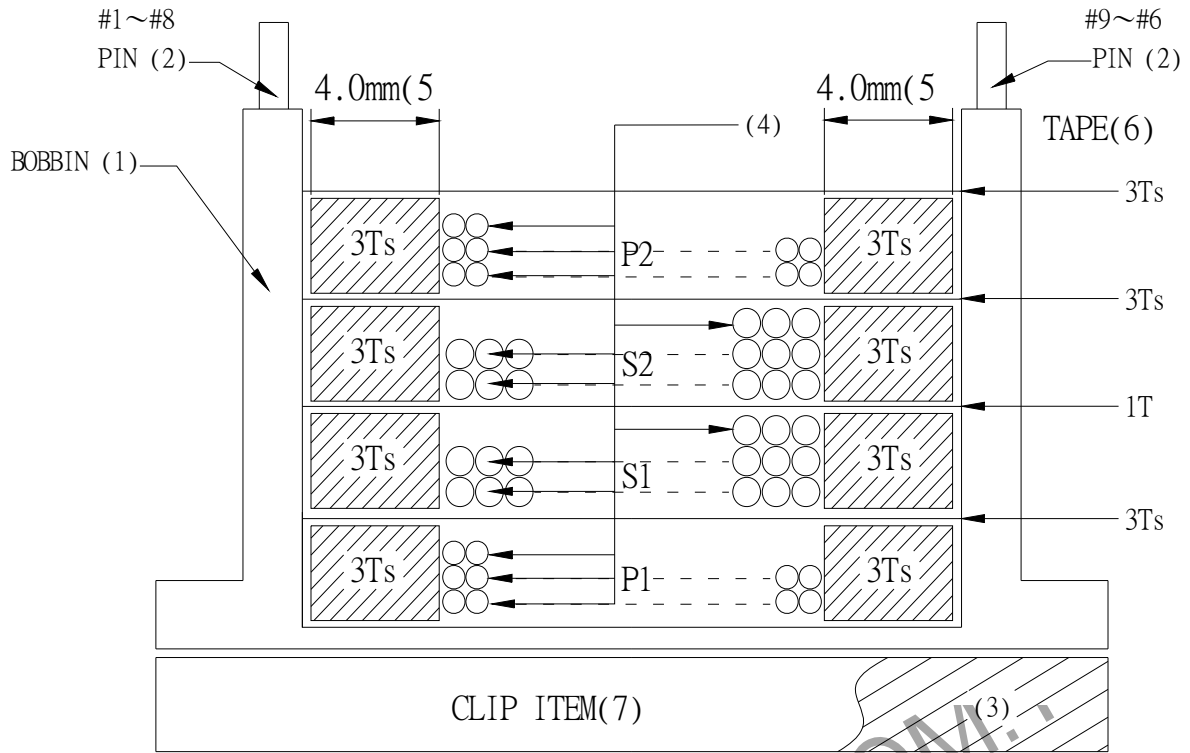 #1～#8
PIN (2)
#9～#6
PIN (2)
4.0mm(5
4.0mm(5
(4)
TAPE(6)
BOBBIN (1)
3Ts
3Ts
P2
3Ts
3Ts
3Ts
S2
3Ts
1T
3Ts
S1
3Ts
3Ts
3Ts
P1
3Ts
CLIP ITEM(7)
(3)